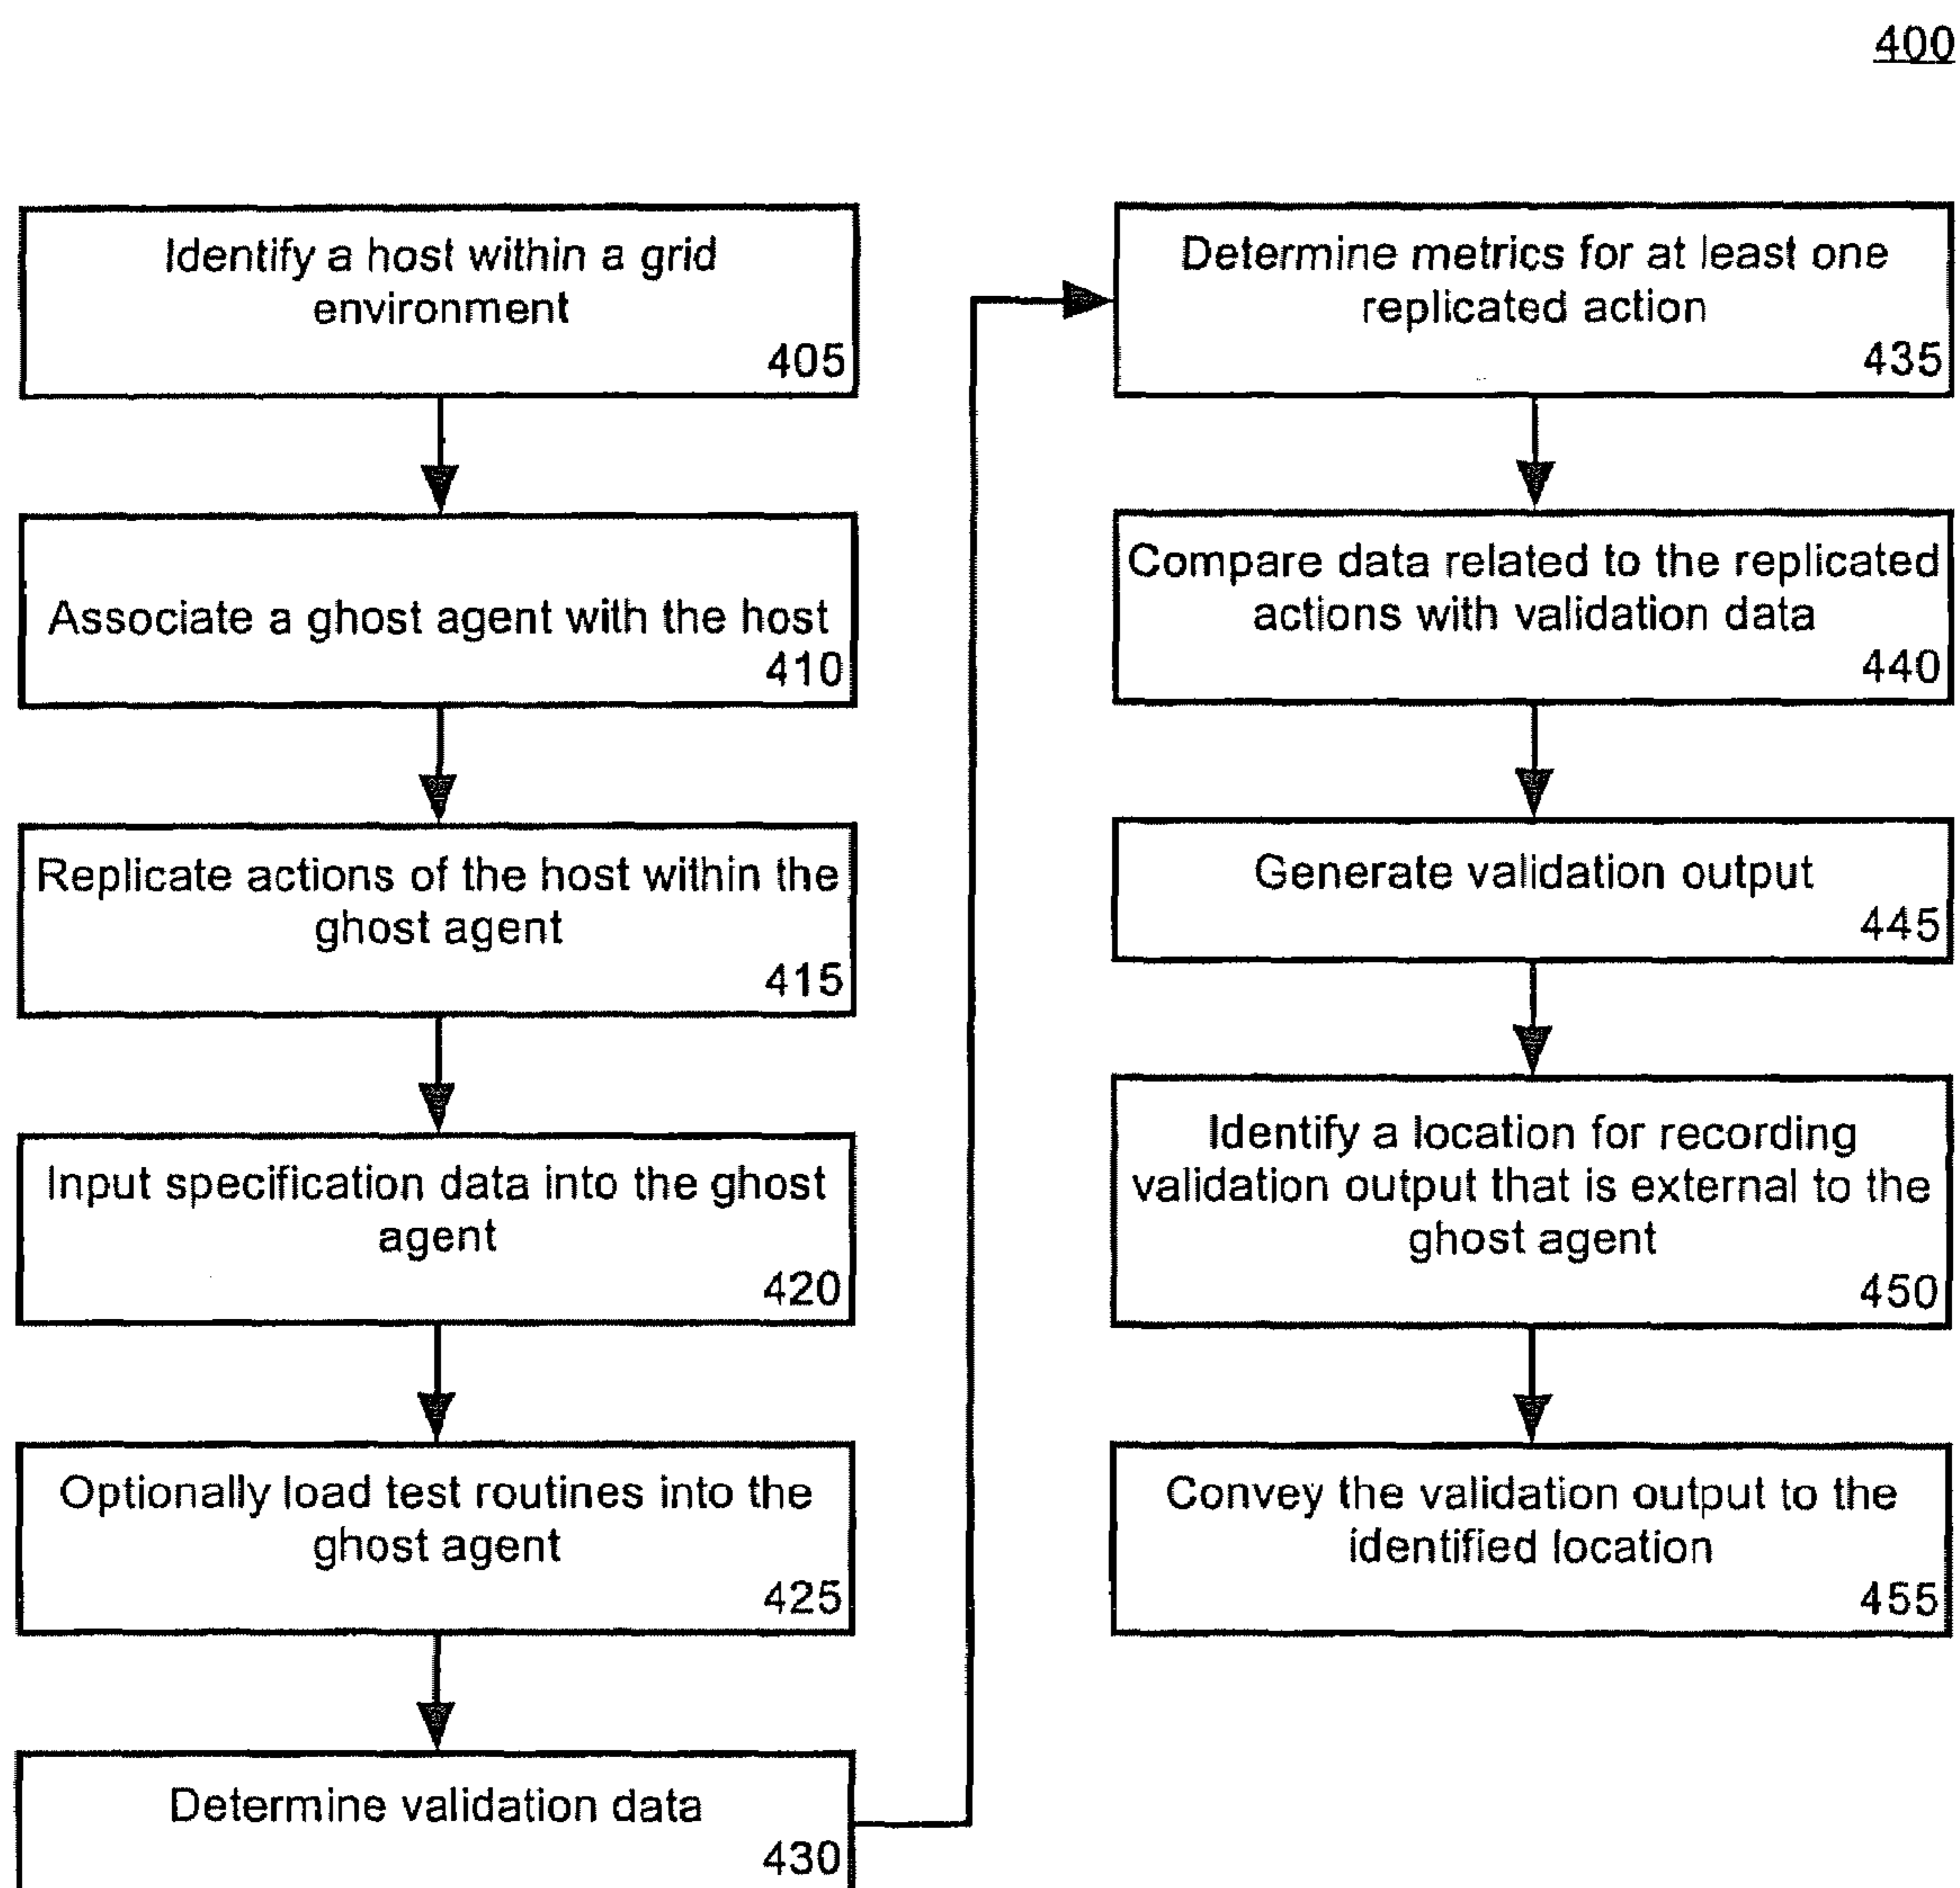 400
Identify a host within a grid
environment
405
Associate a ghost agent with the host
410
Replicate actions of the host within the
ghost agent
415
Input specification data into the ghost
agent
420
Optionally load test routines into the
ghost agent
425
Determine validation data
430
Determine metrics for at least one
replicated action
435
Compare data related to the replicated
actions with validation data
440
Generate validation output
445
Identify a location for recording
validation output that is external to the
ghost agent
450
Convey the validation output to the
identified location
455